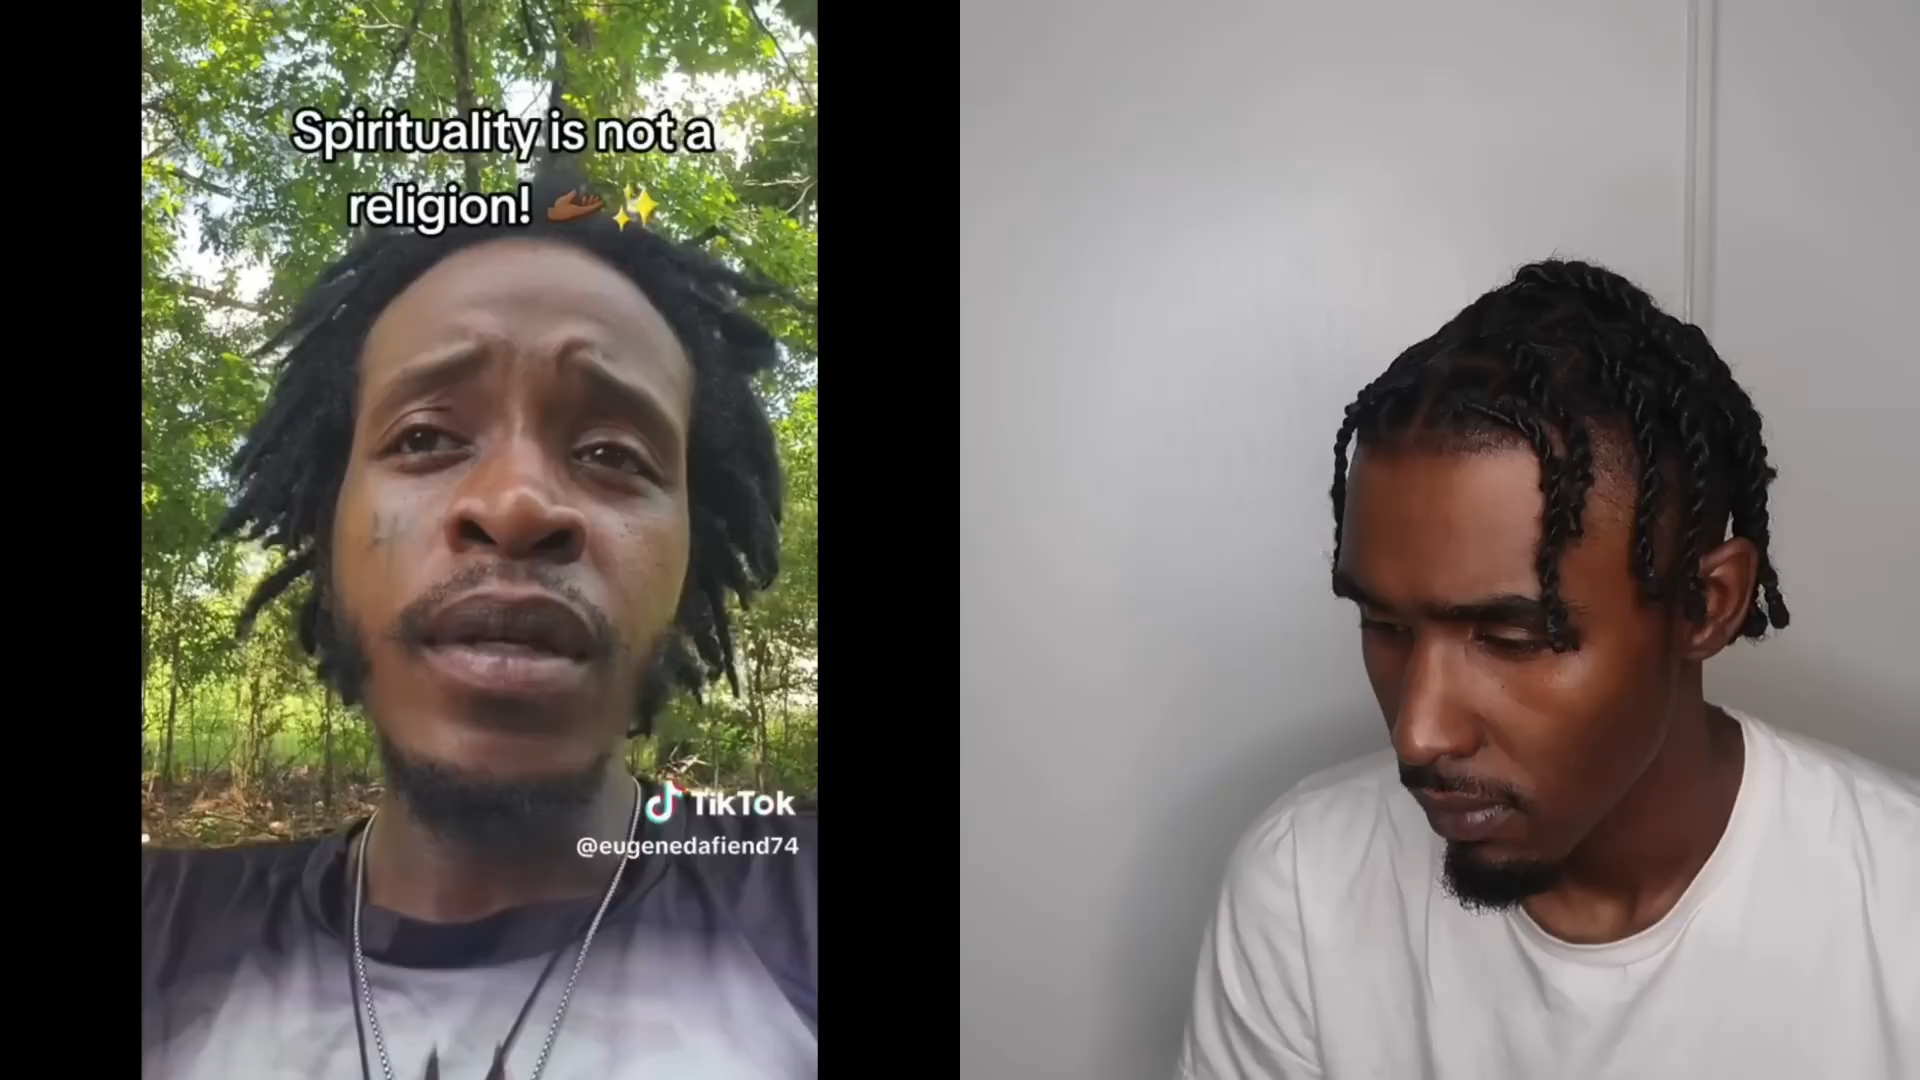 Spirituality is not a
religion! 🫴🏾✨
TikTok
@eugenedafiend74